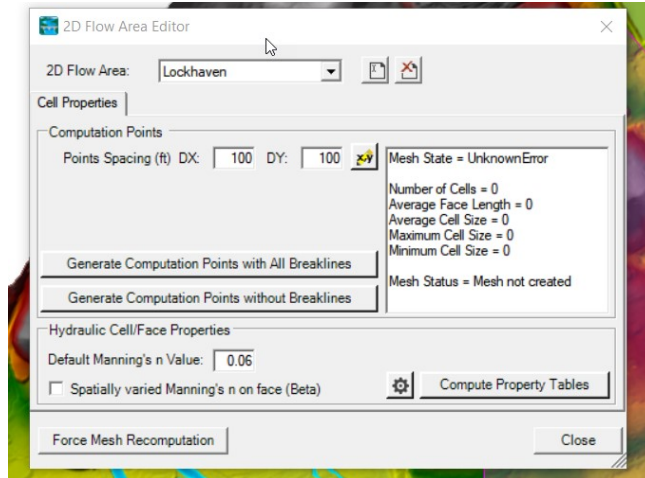 2D Flow Area Editor
2D Flow Area: Lockhaven
Cell Properties
Computation Points
Points Spacing (ft) DX: 100 DY: 100
Mesh State = UnknownError
Number of Cells = 0
Average Face Length = 0
Average Cell Size = 0
Maximum Cell Size = 0
Minimum Cell Size = 0
Mesh Status = Mesh not created
Generate Computation Points with All Breaklines
Generate Computation Points without Breaklines
Hydraulic Cell/Face Properties
Default Manning's n Value: 0.06
Spatially varied Manning's n on face (Beta)
Compute Property Tables
Force Mesh Recomputation
Close